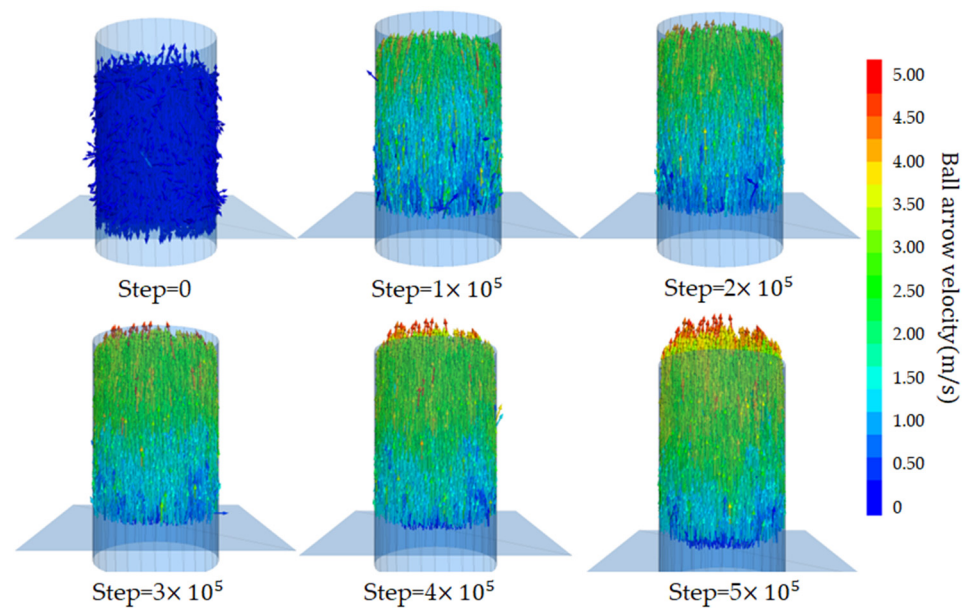 Step=0
Step=1× 10⁵
Step=2× 10⁵
Step=3× 10⁵
Step=4× 10⁵
Step=5× 10⁵
5.00
4.50
4.00
3.50
3.00
2.50
2.00
1.50
1.00
0.50
0
Ball arrow velocity(m/s)